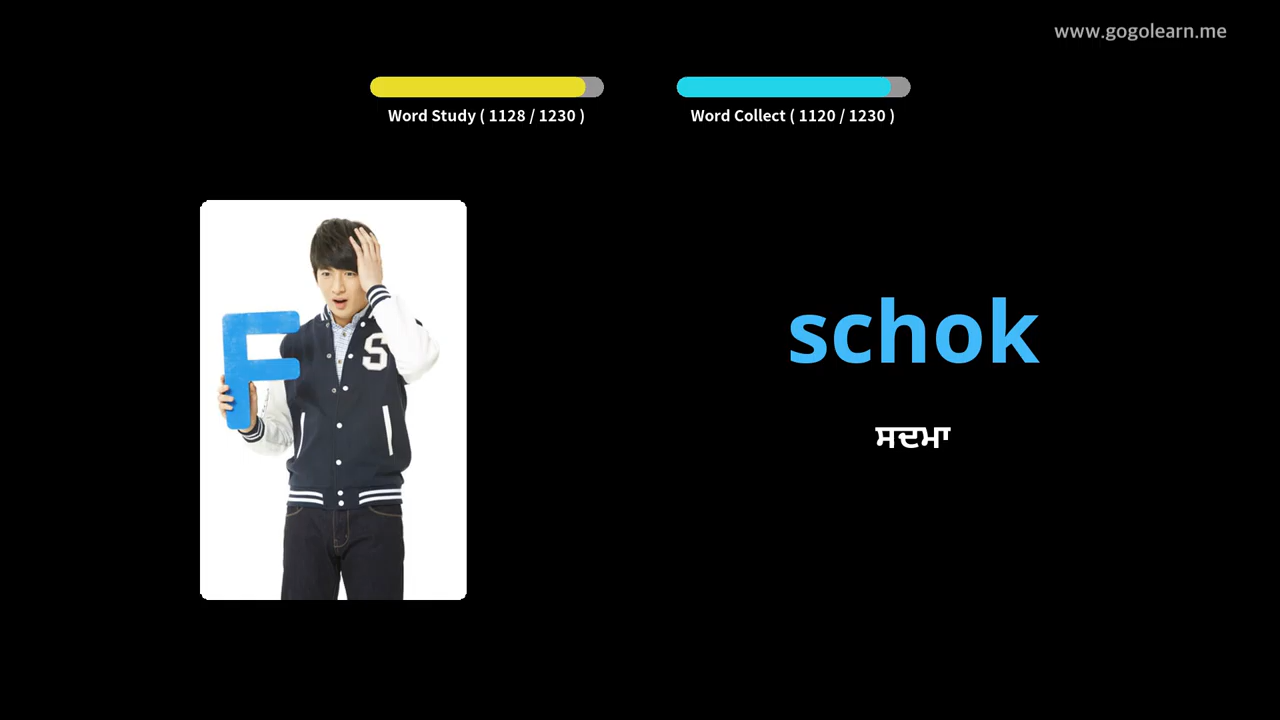 www.gogolearn.me
Word Study ( 1128 / 1230 )
Word Collect ( 1120 / 1230 )
F
S
schok
ਸਦਮਾ